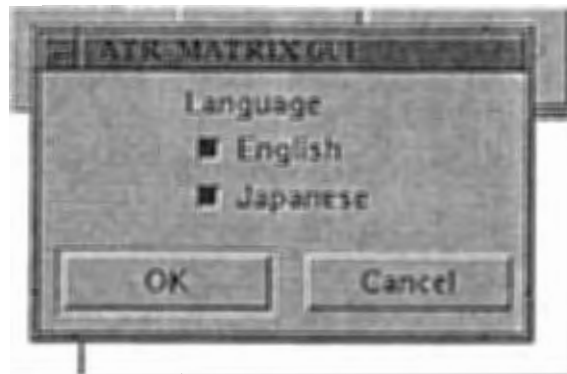 ATR-MATRIX GUI
Language
English
Japanese
OK
Cancel